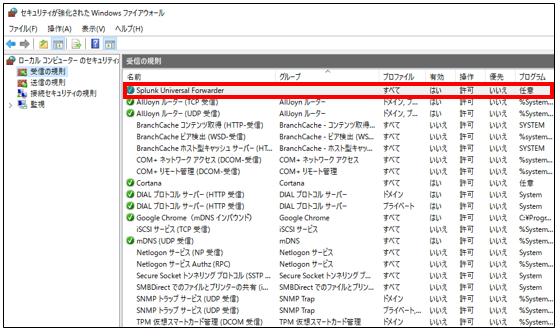 セキュリティが強化された Windows ファイアウォール
ファイル(F) 操作(A) 表示(V) ヘルプ(H)
ローカル コンピューター のセキュリティ
受信の規則
送信の規則
接続セキュリティの規則
監視
受信の規則
名前 グループ プロファイル 有効 操作 優先 プログラム
Splunk Universal Forwarder すべて はい 許可 いいえ 任意
AllJoyn ルーター (TCP 受信) AllJoyn ルーター ドメイン, プ... はい 許可 いいえ %System...
AllJoyn ルーター (UDP 受信) AllJoyn ルーター ドメイン, プ... はい 許可 いいえ %System...
BranchCache コンテンツ取得 (HTTP-受信) BranchCache - コンテンツ取得... すべて いいえ 許可 いいえ SYSTEM
BranchCache ピア検出 (WSD-受信) BranchCache - ピア検出 (WSD... すべて いいえ 許可 いいえ %system...
BranchCache ホスト型キャッシュ サーバー (HT... BranchCache - ホスト型キャッシ... すべて いいえ 許可 いいえ SYSTEM
COM+ ネットワーク アクセス (DCOM-受信) COM+ ネットワーク アクセス すべて いいえ 許可 いいえ %system...
COM+ リモート管理 (DCOM-受信) COM+ リモート管理 すべて いいえ 許可 いいえ %system...
Cortana Cortana すべて はい 許可 いいえ 任意
DIAL プロトコル サーバー (HTTP 受信) DIAL プロトコル サーバー ドメイン はい 許可 いいえ System
DIAL プロトコル サーバー (HTTP 受信) DIAL プロトコル サーバー プライベート はい 許可 いいえ System
Google Chrome (mDNS インバウンド) Google Chrome すべて はい 許可 いいえ C:¥Progr...
iSCSI サービス (TCP 受信) iSCSI サービス すべて いいえ 許可 いいえ %System...
mDNS (UDP 受信) mDNS すべて はい 許可 いいえ %System...
Netlogon サービス (NP 受信) Netlogon サービス すべて いいえ 許可 いいえ System
Netlogon サービス Authz (RPC) Netlogon サービス すべて いいえ 許可 いいえ %System...
Secure Socket トンネリング プロトコル (SSTP ... Secure Socket トンネリング プロ... すべて いいえ 許可 いいえ System
SMBDirect でのファイルとプリンターの共有 (i... SMBDirect でのファイルとプリンタ... すべて いいえ 許可 いいえ System
SNMP トラップ サービス (UDP 受信) SNMP Trap ドメイン いいえ 許可 いいえ %System...
SNMP トラップ サービス (UDP 受信) SNMP Trap プライベート, ... いいえ 許可 いいえ %System...
TPM 仮想スマートカード管理 (DCOM 受信) TPM 仮想スマートカード管理 ドメイン いいえ 許可 いいえ %System...